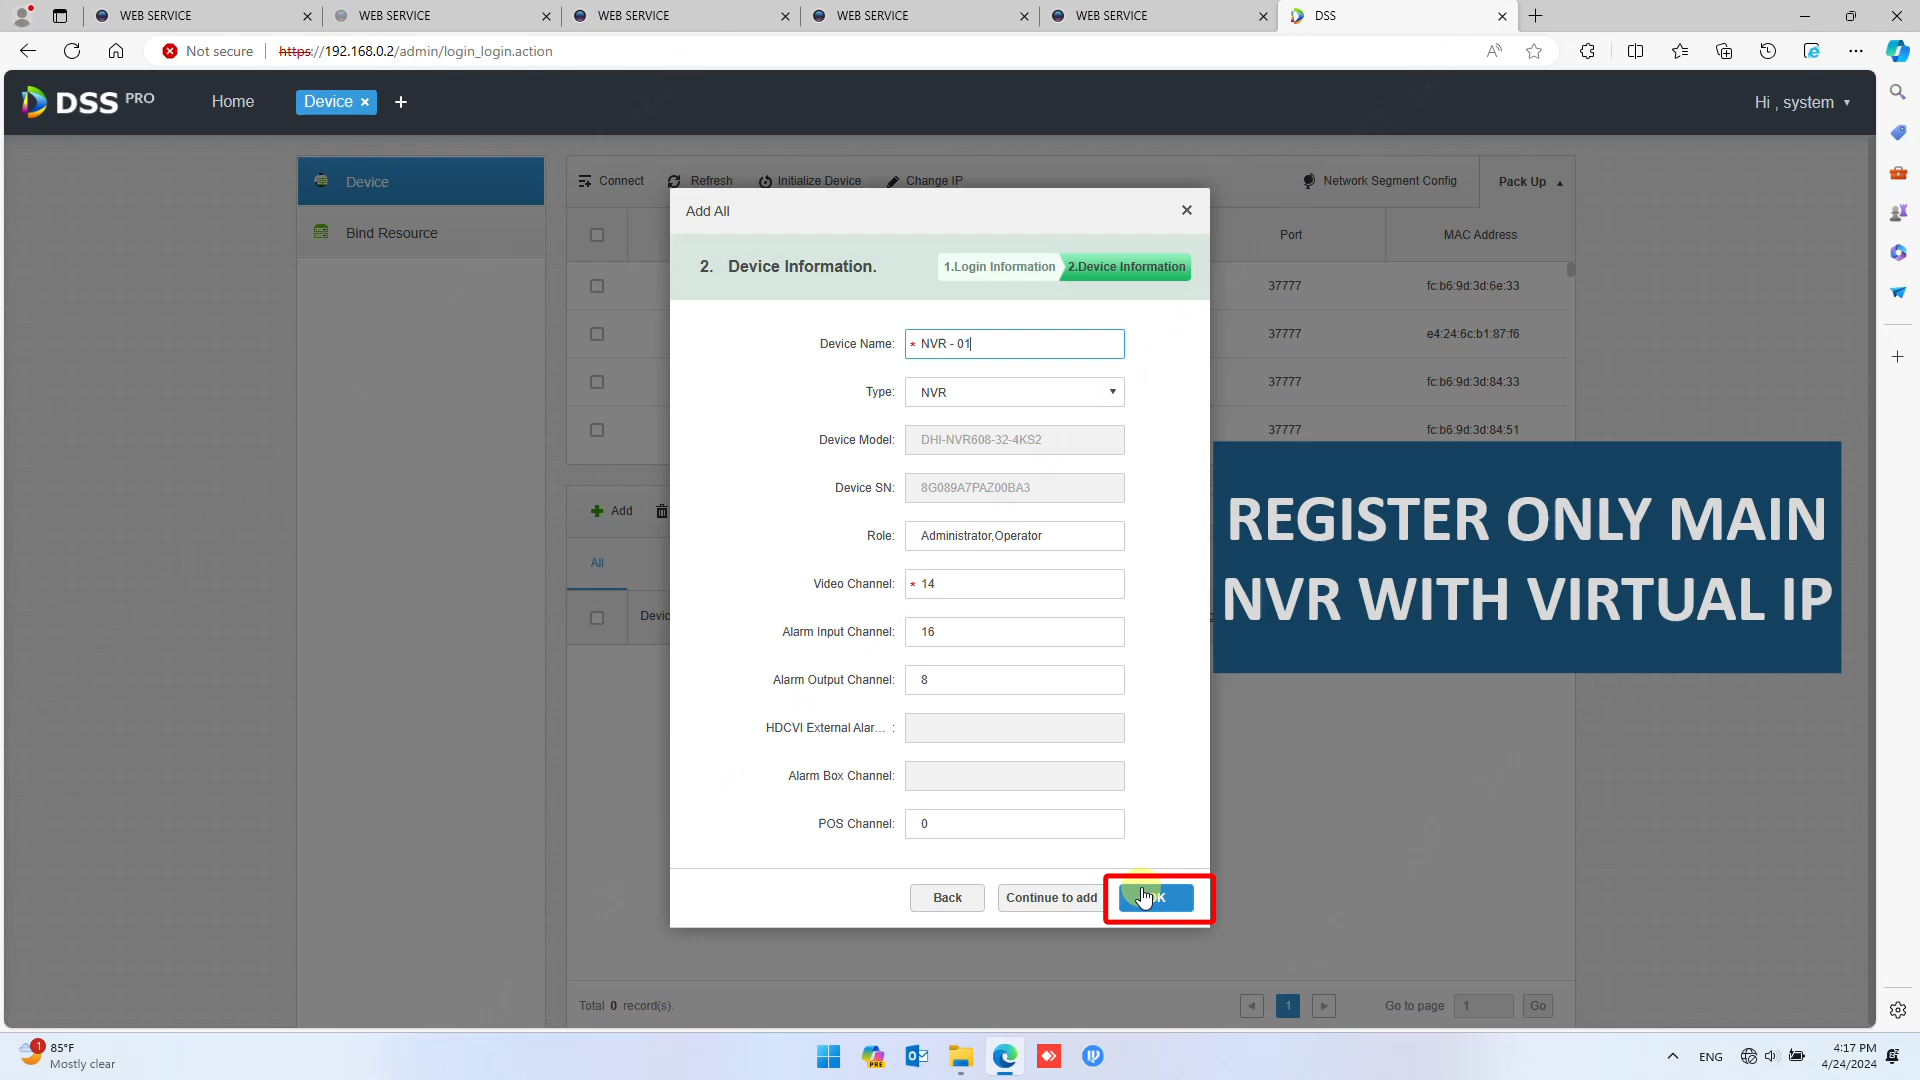 WEB SERVICE
WEB SERVICE
WEB SERVICE
WEB SERVICE
WEB SERVICE
DSS
Not secure
https://192.168.0.2/admin/login_login.action
DSS PRO
Home
Device
Hi , system
Device
Bind Resource
Connect
Refresh
Initialize Device
Change IP
Network Segment Config
Pack Up
Port
MAC Address
37777
fc:b6:9d:3d:6e:33
37777
e4:24:6c:b1:87:f6
37777
fc:b6:9d:3d:84:33
37777
fc:b6:9d:3d:84:51
Add
All
Devic
Add All
2. Device Information.
1.Login Information
2.Device Information
Device Name: * NVR - 01
Type: NVR
Device Model: DHI-NVR608-32-4KS2
Device SN: 8G089A7PAZ00BA3
Role: Administrator,Operator
Video Channel: * 14
Alarm Input Channel: 16
Alarm Output Channel: 8
HDCVI External Alar... :
Alarm Box Channel:
POS Channel: 0
Back
Continue to add
REGISTER ONLY MAIN
NVR WITH VIRTUAL IP
Total 0 record(s).
1
Go to page 1 Go
1
85°F
Mostly clear
PRE
ENG
4:17 PM
4/24/2024